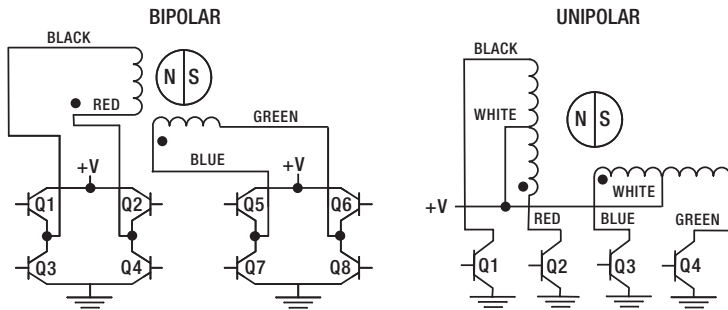 BIPOLAR
BLACK
N S
RED
GREEN
BLUE
+V
+V
Q1
Q2
Q5
Q6
Q3
Q4
Q7
Q8
UNIPOLAR
BLACK
WHITE
N S
WHITE
+V
RED
BLUE
GREEN
Q1
Q2
Q3
Q4